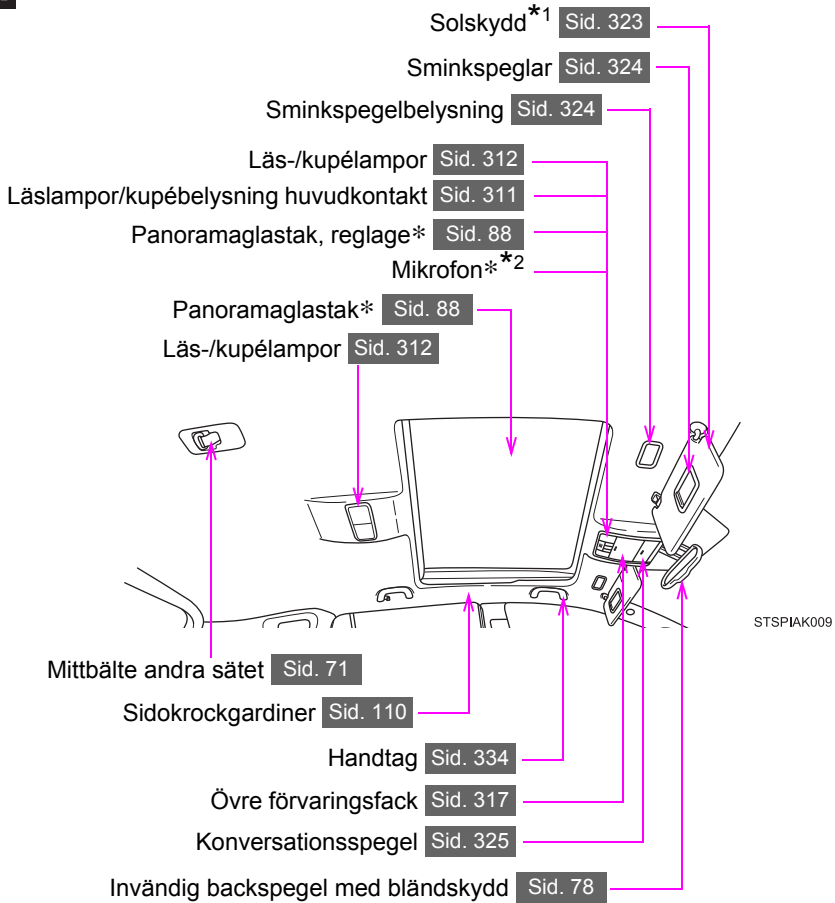 Solskydd*1 Sid. 323
Sminkspeglar Sid. 324
Sminkspegelbelysning Sid. 324
Läs-/kupélampor Sid. 312
Läslampor/kupébelysning huvudkontakt Sid. 311
Panoramaglastak, reglage* Sid. 88
Mikrofon**2
Panoramaglastak* Sid. 88
Läs-/kupélampor Sid. 312
STSPIAK009
Mittbälte andra sätet Sid. 71
Sidokrockgardiner Sid. 110
Handtag Sid. 334
Övre förvaringsfack Sid. 317
Konversationsspegel Sid. 325
Invändig backspegel med bländskydd Sid. 78